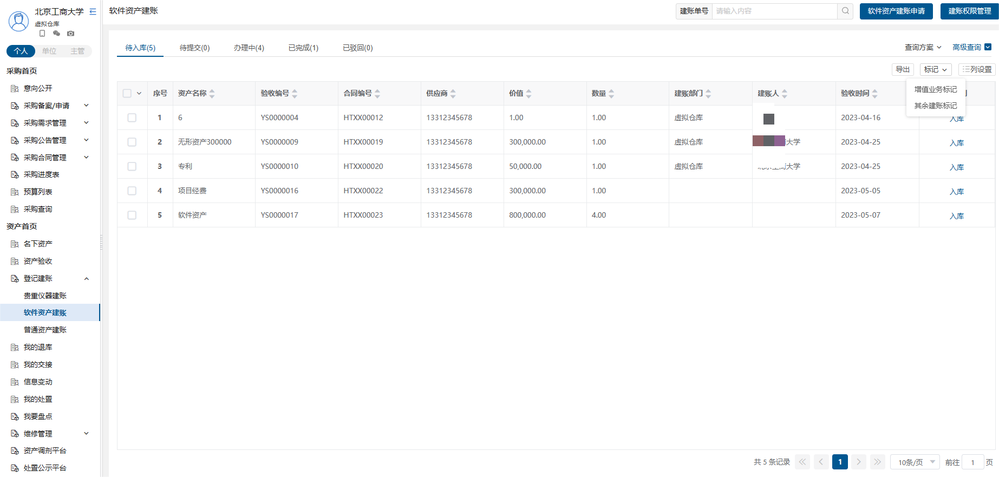 北京工商大学
虚拟仓库
个人 单位 主管
采购首页
意向公开
采购备案/申请
采购需求管理
采购公告管理
采购合同管理
采购进度表
预算列表
采购查询
资产首页
名下资产
资产验收
登记建账
贵重仪器建账
软件资产建账
普通资产建账
我的退库
我的交接
信息变动
我的处置
我要盘点
维修管理
资产调剂平台
处置公示平台
软件资产建账
建账单号 请输入内容 软件资产建账申请 建账权限管理
待入库(5) 待提交(0) 办理中(4) 已完成(1) 已驳回(0) 查询方案 高级查询
导出 标记 列设置
增值业务标记
其余建账标记
序号 资产名称 验收编号 合同编号 供应商 价值 数量 建账部门 建账人 验收时间
1 6 YS0000004 HTXX00012 13312345678 1.00 1.00 虚拟仓库 2023-04-16 入库
2 无形资产300000 YS0000009 HTXX00019 13312345678 300,000.00 1.00 虚拟仓库 大学 2023-04-25 入库
3 专利 YS0000010 HTXX00020 13312345678 50,000.00 1.00 虚拟仓库 大学 2023-04-25 入库
4 项目经费 YS0000016 HTXX00022 13312345678 300,000.00 1.00 2023-05-05 入库
5 软件资产 YS0000017 HTXX00023 13312345678 800,000.00 4.00 2023-05-07 入库
共 5 条记录 1 10条/页 前往 1 页